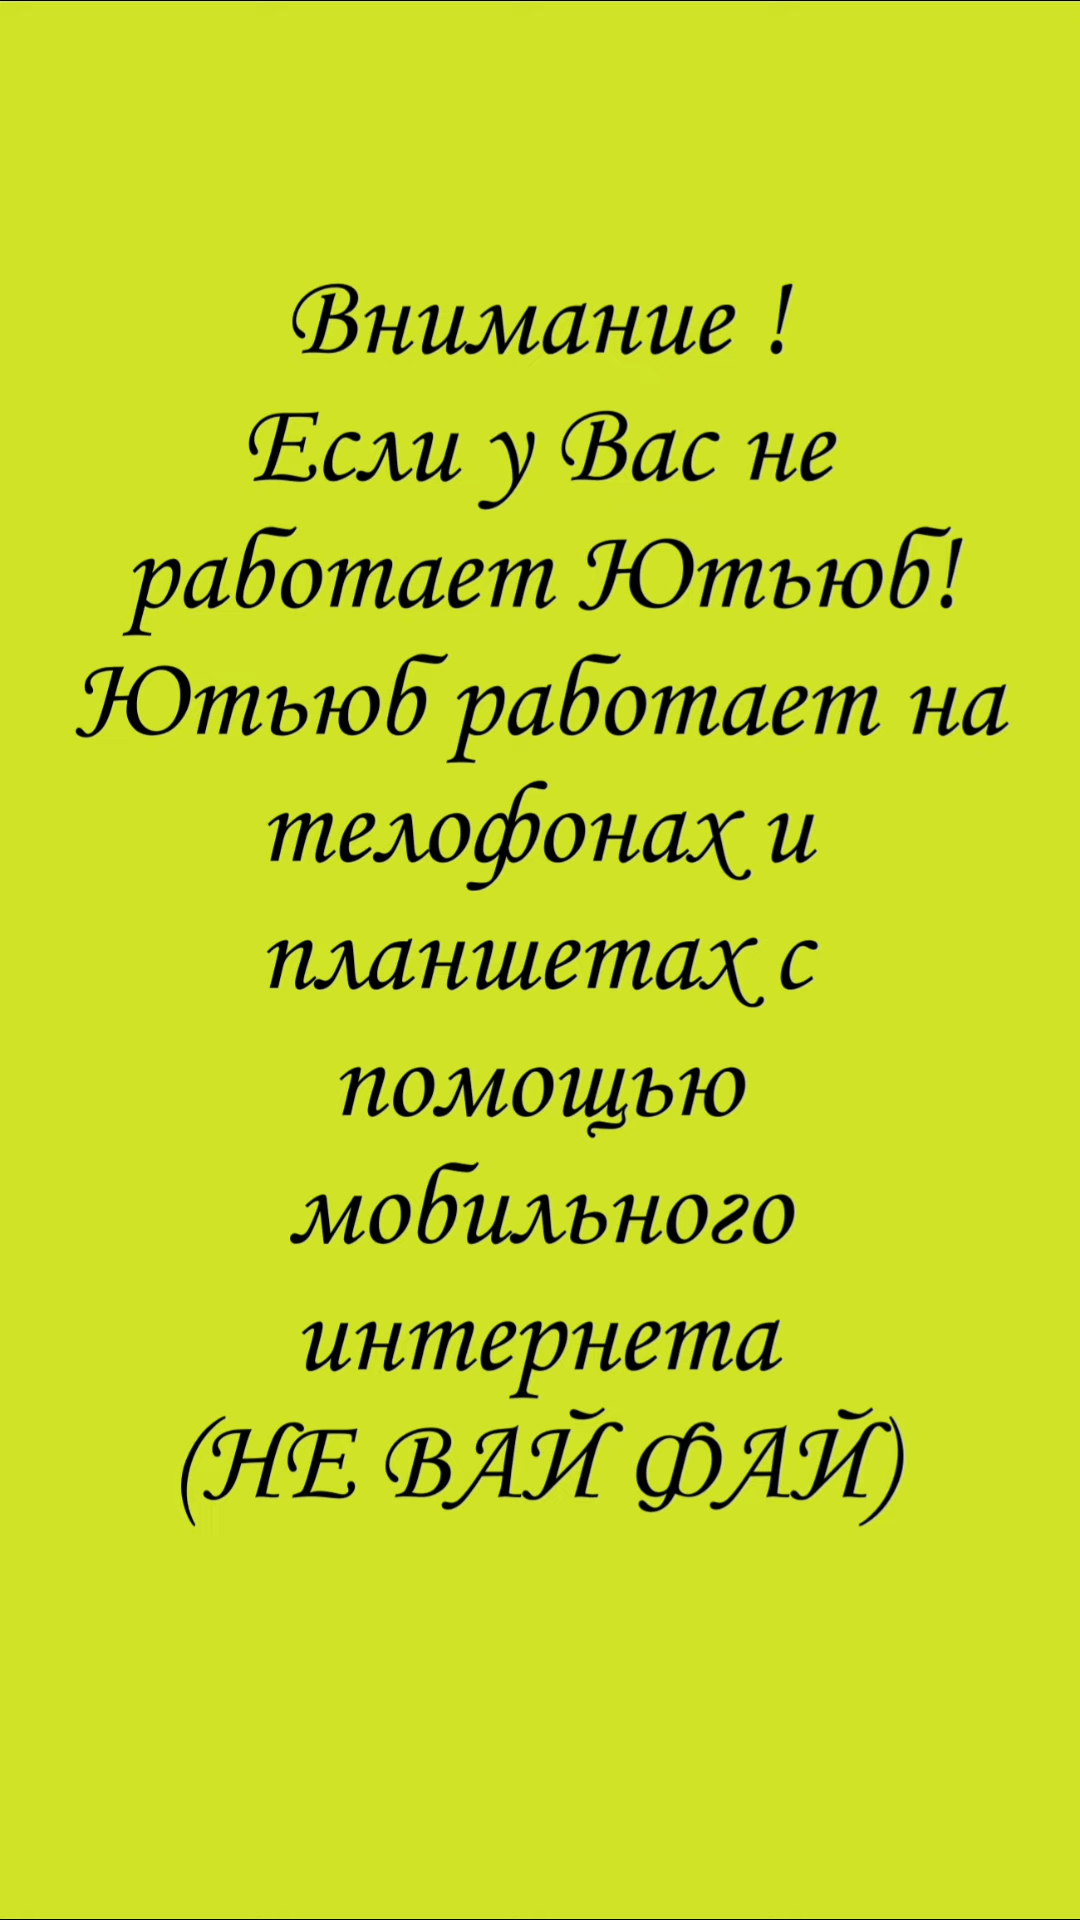 Внимание !
Если у Вас не
работает Ютьюб!
Ютьюб работает на
телофонах и
планшетах с
помощью
мобильного
интернета
(НЕ ВАЙ ФАЙ)